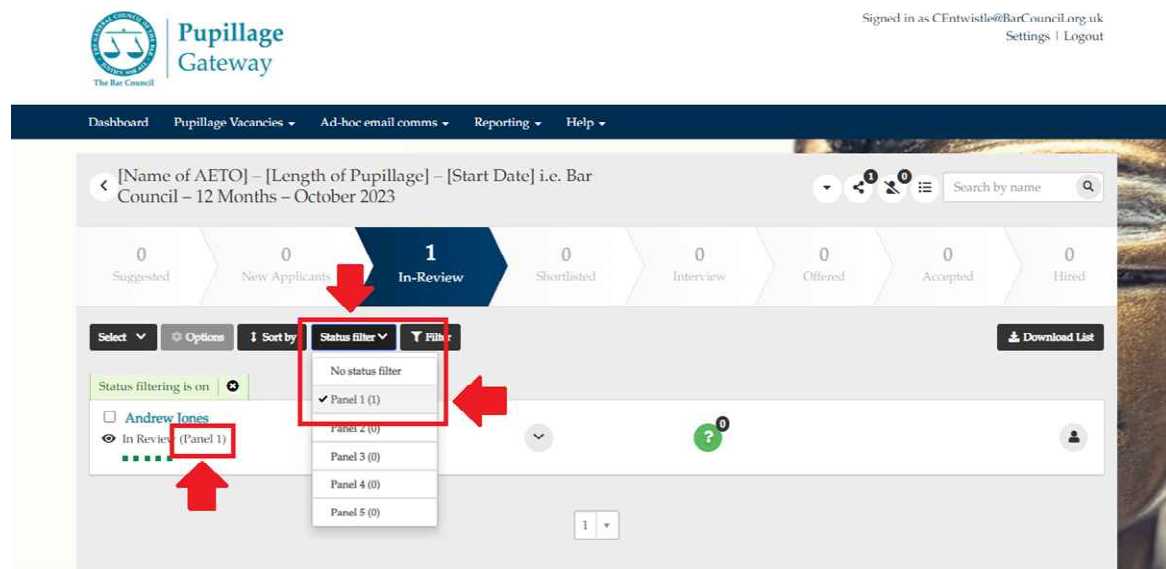 Signed in as CEntwistle@BarCouncil.org.uk
Settings | Logout
Pupillage
Gateway
The Bar Council
Dashboard Pupillage Vacancies Ad-hoc email comms Reporting Help
[Name of AETO] – [Length of Pupillage] – [Start Date] i.e. Bar
Council – 12 Months – October 2023
1 0 Search by name
0 0 1 0 0 0 0 0
Suggested New Applicants In-Review Shortlisted Interview Offered Accepted Hired
Select Options Sort by Status filter Filter Download List
No status filter
Status filtering is on
Panel 1 (1)
Andrew Jones
Panel 2 (0)
0
?
In Review (Panel 1)
Panel 3 (0)
Panel 4 (0)
Panel 5 (0)
1